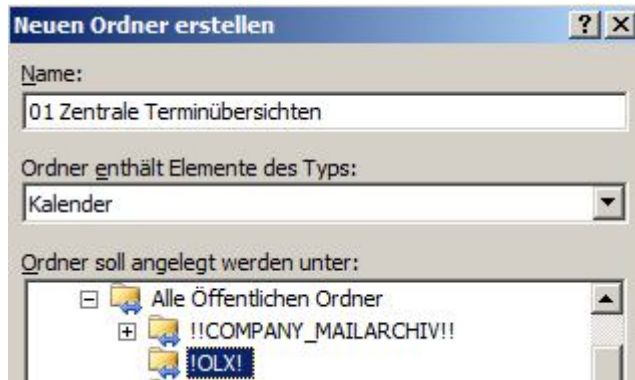 Neuen Ordner erstellen
Name:
01 Zentrale Terminübersichten
Ordner enthält Elemente des Typs:
Kalender
Ordner soll angelegt werden unter:
Alle Öffentlichen Ordner
!!COMPANY_MAILARCHIV!!
!OLX!